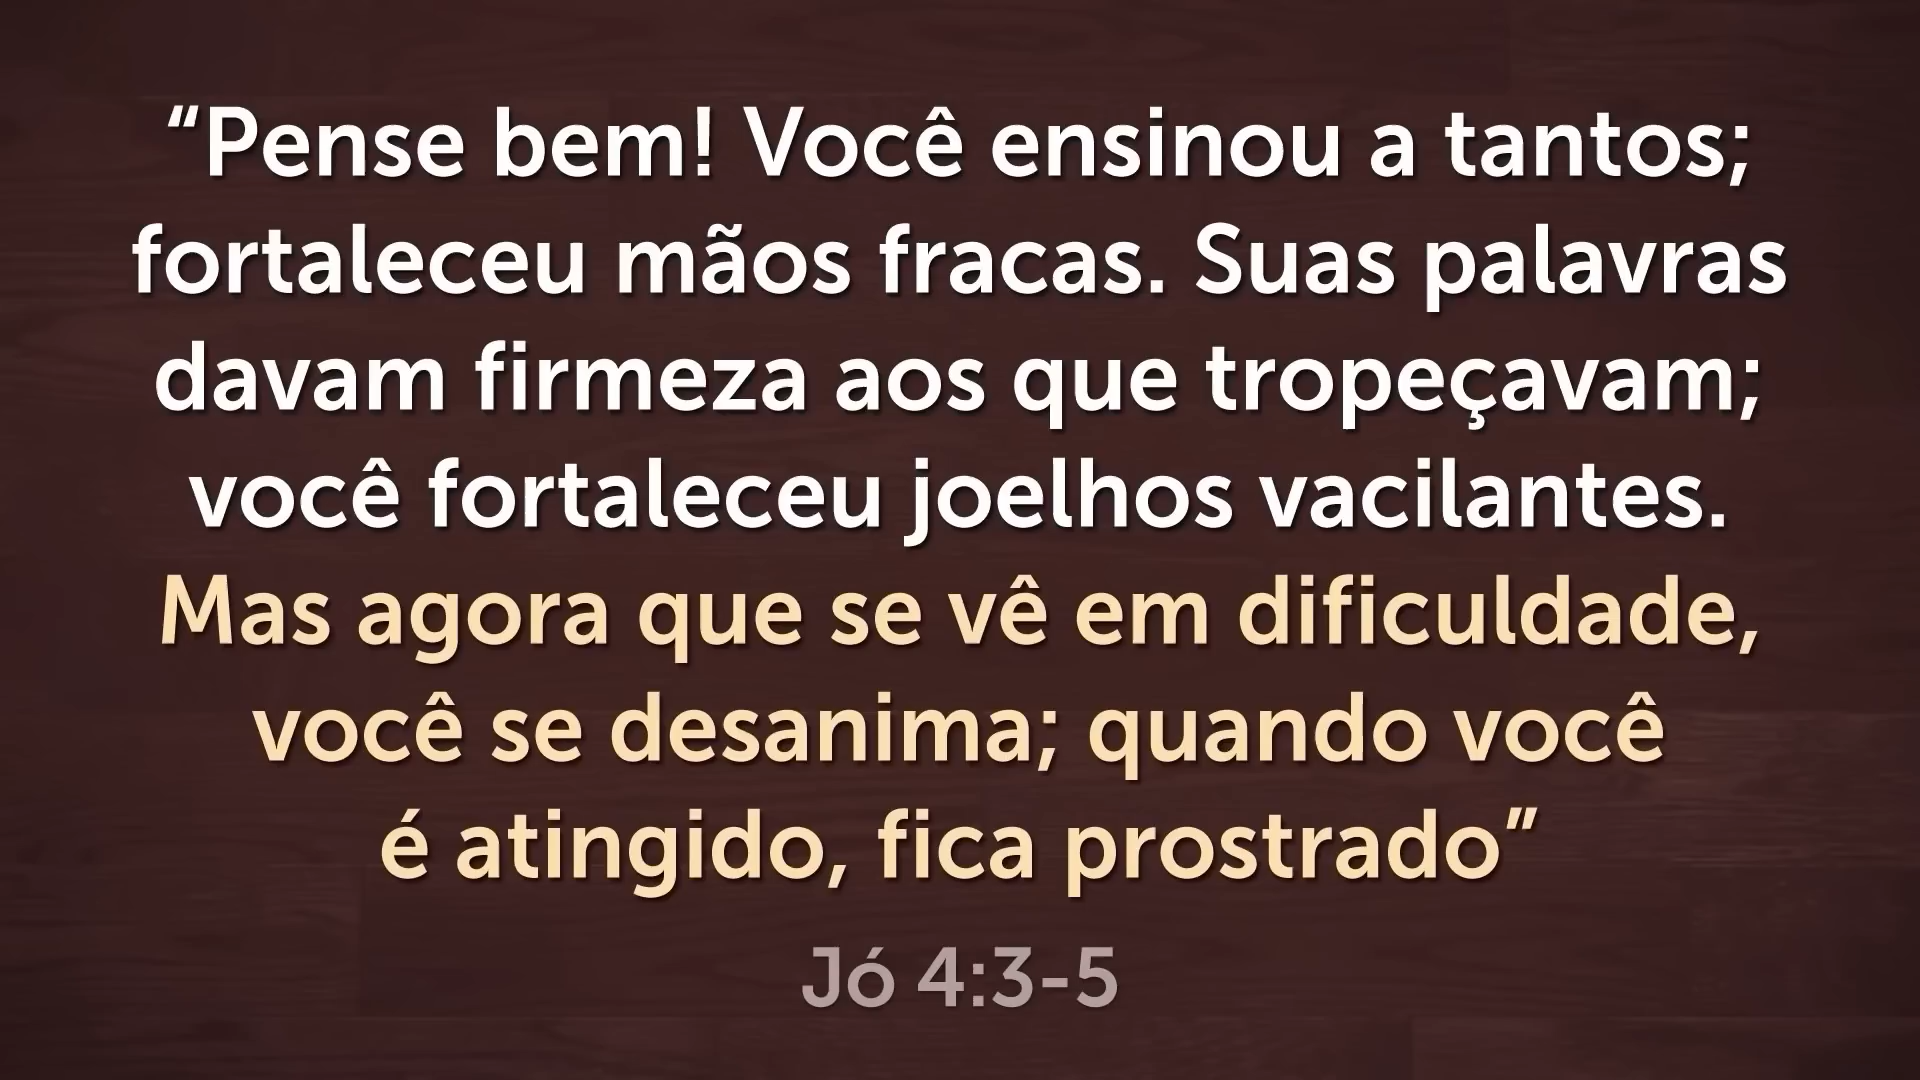 “Pense bem! Você ensinou a tantos;
fortaleceu mãos fracas. Suas palavras
davam firmeza aos que tropeçavam;
você fortaleceu joelhos vacilantes.
Mas agora que se vê em dificuldade,
você se desanima; quando você
é atingido, fica prostrado”
Jó 4:3-5